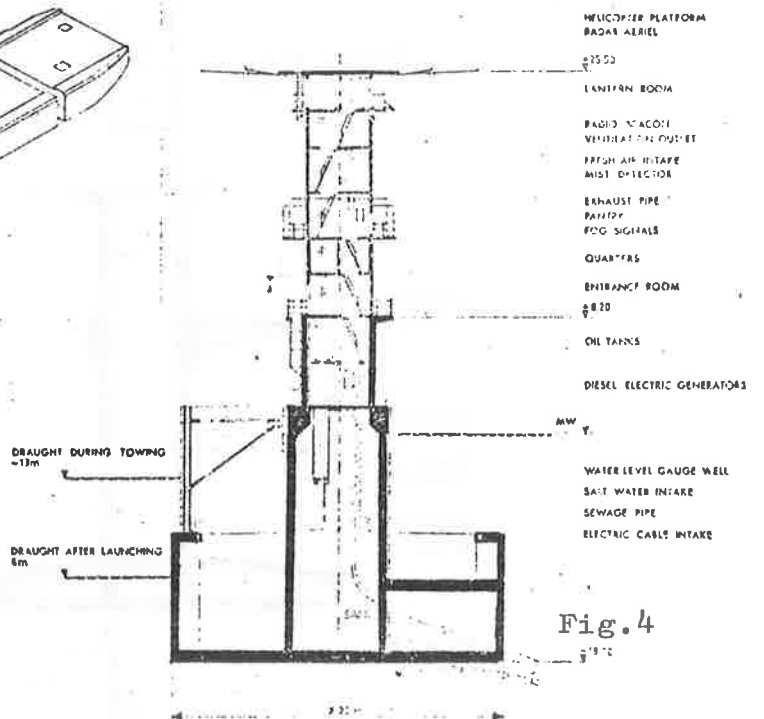 HELICOPTER PLATFORM
RADAR AERIEL
LANTERN ROOM
RADIO BEACON
VENTILATION OUTLET
FRESH AIR INTAKE
MIST DETECTOR
EXHAUST PIPE
PANTRY
FOG SIGNALS
QUARTERS
ENTRANCE ROOM
+8.20
OIL TANKS
DIESEL ELECTRIC GENERATORS
MW
DRAUGHT DURING TOWING
~13m
WATER LEVEL GAUGE WELL
SALT WATER INTAKE
SEWAGE PIPE
ELECTRIC CABLE INTAKE
DRAUGHT AFTER LAUNCHING
Fig.4